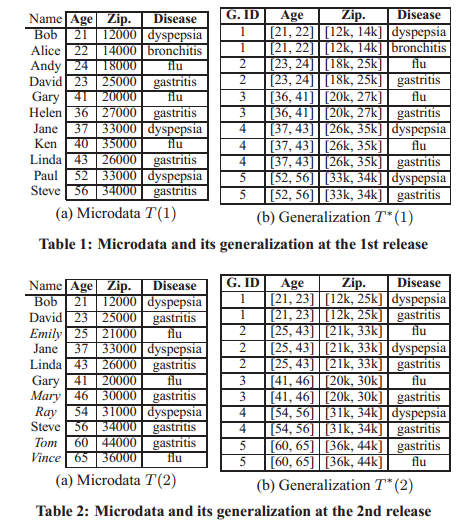 Name Age Zip. Disease
Bob 21 12000 dyspepsia
Alice 22 14000 bronchitis
Andy 24 18000 flu
David 23 25000 gastritis
Gary 41 20000 flu
Helen 36 27000 gastritis
Jane 37 33000 dyspepsia
Ken 40 35000 flu
Linda 43 26000 gastritis
Paul 52 33000 dyspepsia
Steve 56 34000 gastritis
(a) Microdata T(1)
G. ID Age Zip. Disease
1 [21, 22] [12k, 14k] dyspepsia
1 [21, 22] [12k, 14k] bronchitis
2 [23, 24] [18k, 25k] flu
2 [23, 24] [18k, 25k] gastritis
3 [36, 41] [20k, 27k] flu
3 [36, 41] [20k, 27k] gastritis
4 [37, 43] [26k, 35k] dyspepsia
4 [37, 43] [26k, 35k] flu
4 [37, 43] [26k, 35k] gastritis
5 [52, 56] [33k, 34k] dyspepsia
5 [52, 56] [33k, 34k] gastritis
(b) Generalization T*(1)
Table 1: Microdata and its generalization at the 1st release
Name Age Zip. Disease
Bob 21 12000 dyspepsia
David 23 25000 gastritis
Emily 25 21000 flu
Jane 37 33000 dyspepsia
Linda 43 26000 gastritis
Gary 41 20000 flu
Mary 46 30000 gastritis
Ray 54 31000 dyspepsia
Steve 56 34000 gastritis
Tom 60 44000 gastritis
Vince 65 36000 flu
(a) Microdata T(2)
G. ID Age Zip. Disease
1 [21, 23] [12k, 25k] dyspepsia
1 [21, 23] [12k, 25k] gastritis
2 [25, 43] [21k, 33k] flu
2 [25, 43] [21k, 33k] dyspepsia
2 [25, 43] [21k, 33k] gastritis
3 [41, 46] [20k, 30k] flu
3 [41, 46] [20k, 30k] gastritis
4 [54, 56] [31k, 34k] dyspepsia
4 [54, 56] [31k, 34k] gastritis
5 [60, 65] [36k, 44k] gastritis
5 [60, 65] [36k, 44k] flu
(b) Generalization T*(2)
Table 2: Microdata and its generalization at the 2nd release